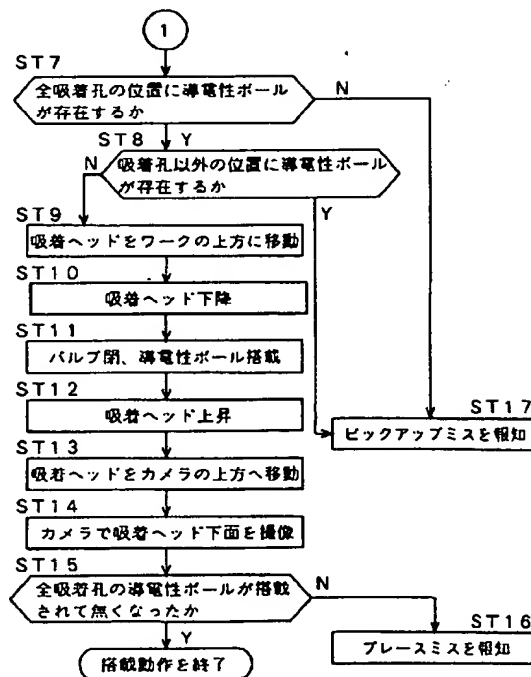 1
ST7
全吸着孔の位置に導電性ボール
が存在するか
N
ST8
Y
N
吸着孔以外の位置に導電性ボール
が存在するか
Y
ST9
吸着ヘッドをワークの上方に移動
ST10
吸着ヘッド下降
ST11
バルブ閉、導電性ボール搭載
ST12
吸着ヘッド上昇
ST17
ピックアップミスを報知
ST13
吸着ヘッドをカメラの上方へ移動
ST14
カメラで吸着ヘッド下面を撮像
ST15
全吸着孔の導電性ボールが搭載
されて無くなったか
N
ST16
プレースミスを報知
Y
搭載動作を終了